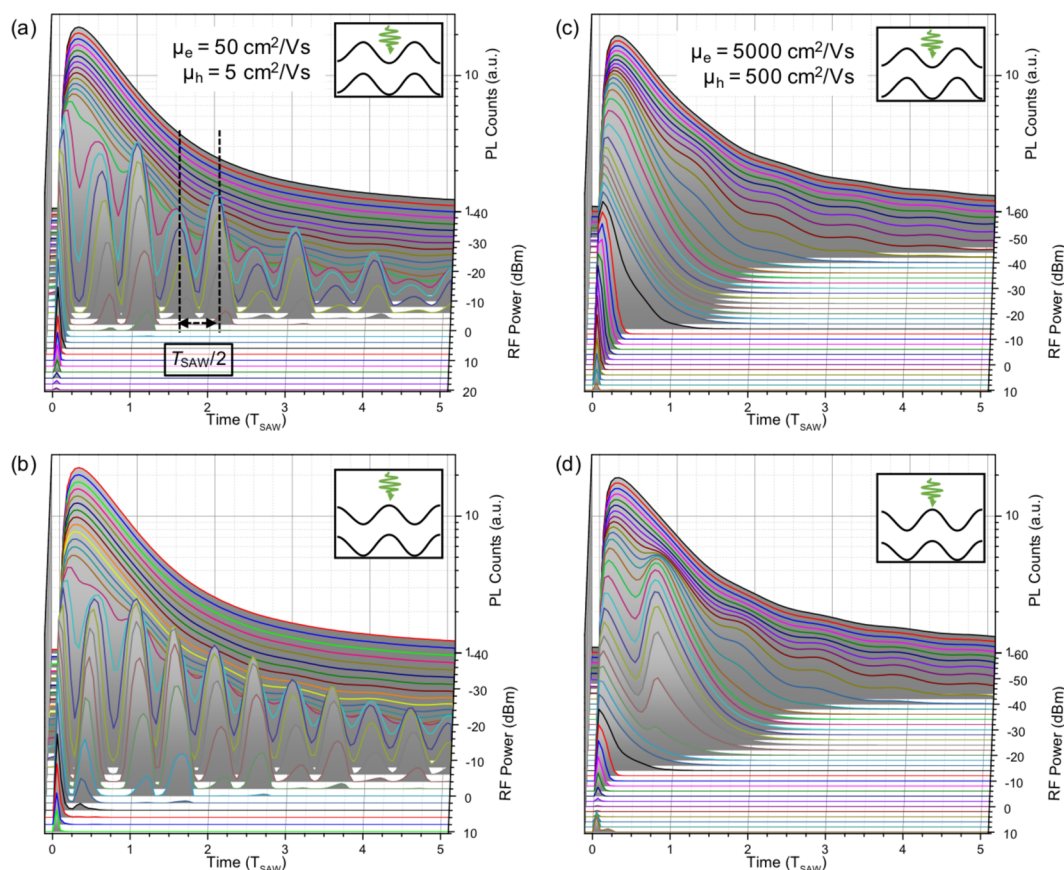 (a)
μe = 50 cm²/Vs
μh = 5 cm²/Vs
TSAW/2
10
1
-40
-30
-20
-10
0
10
20
PL Counts (a.u.)
RF Power (dBm)
0 1 2 3 4 5
Time (TSAW)
(c)
μe = 5000 cm²/Vs
μh = 500 cm²/Vs
10
1
-60
-50
-40
-30
-20
-10
0
10
PL Counts (a.u.)
RF Power (dBm)
0 1 2 3 4 5
Time (TSAW)
(b)
10
1
-40
-30
-20
-10
0
10
PL Counts (a.u.)
RF Power (dBm)
0 1 2 3 4 5
Time (TSAW)
(d)
10
1
-60
-50
-40
-30
-20
-10
0
10
PL Counts (a.u.)
RF Power (dBm)
0 1 2 3 4 5
Time (TSAW)